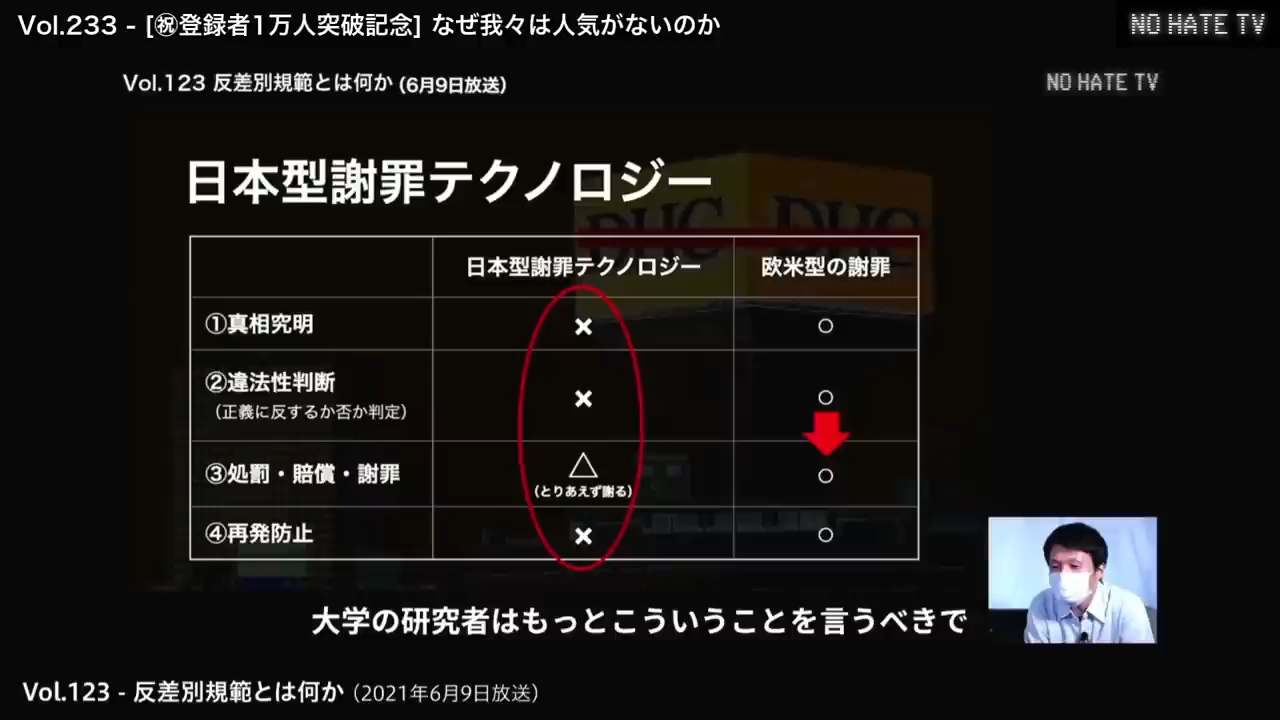 Vol.233 - [㊗登録者1万人突破記念] なぜ我々は人気がないのか
NO HATE TV
Vol.123 反差別規範とは何か (6月9日放送)
NO HATE TV
日本型謝罪テクノロジー
DHC DHC
日本型謝罪テクノロジー 欧米型の謝罪
①真相究明 × ○
②違法性判断 × ○
（正義に反するか否か判定）
③処罰・賠償・謝罪 △ ○
（とりあえず謝る）
④再発防止 × ○
大学の研究者はもっとこういうことを言うべきで
Vol.123 - 反差別規範とは何か（2021年6月9日放送）